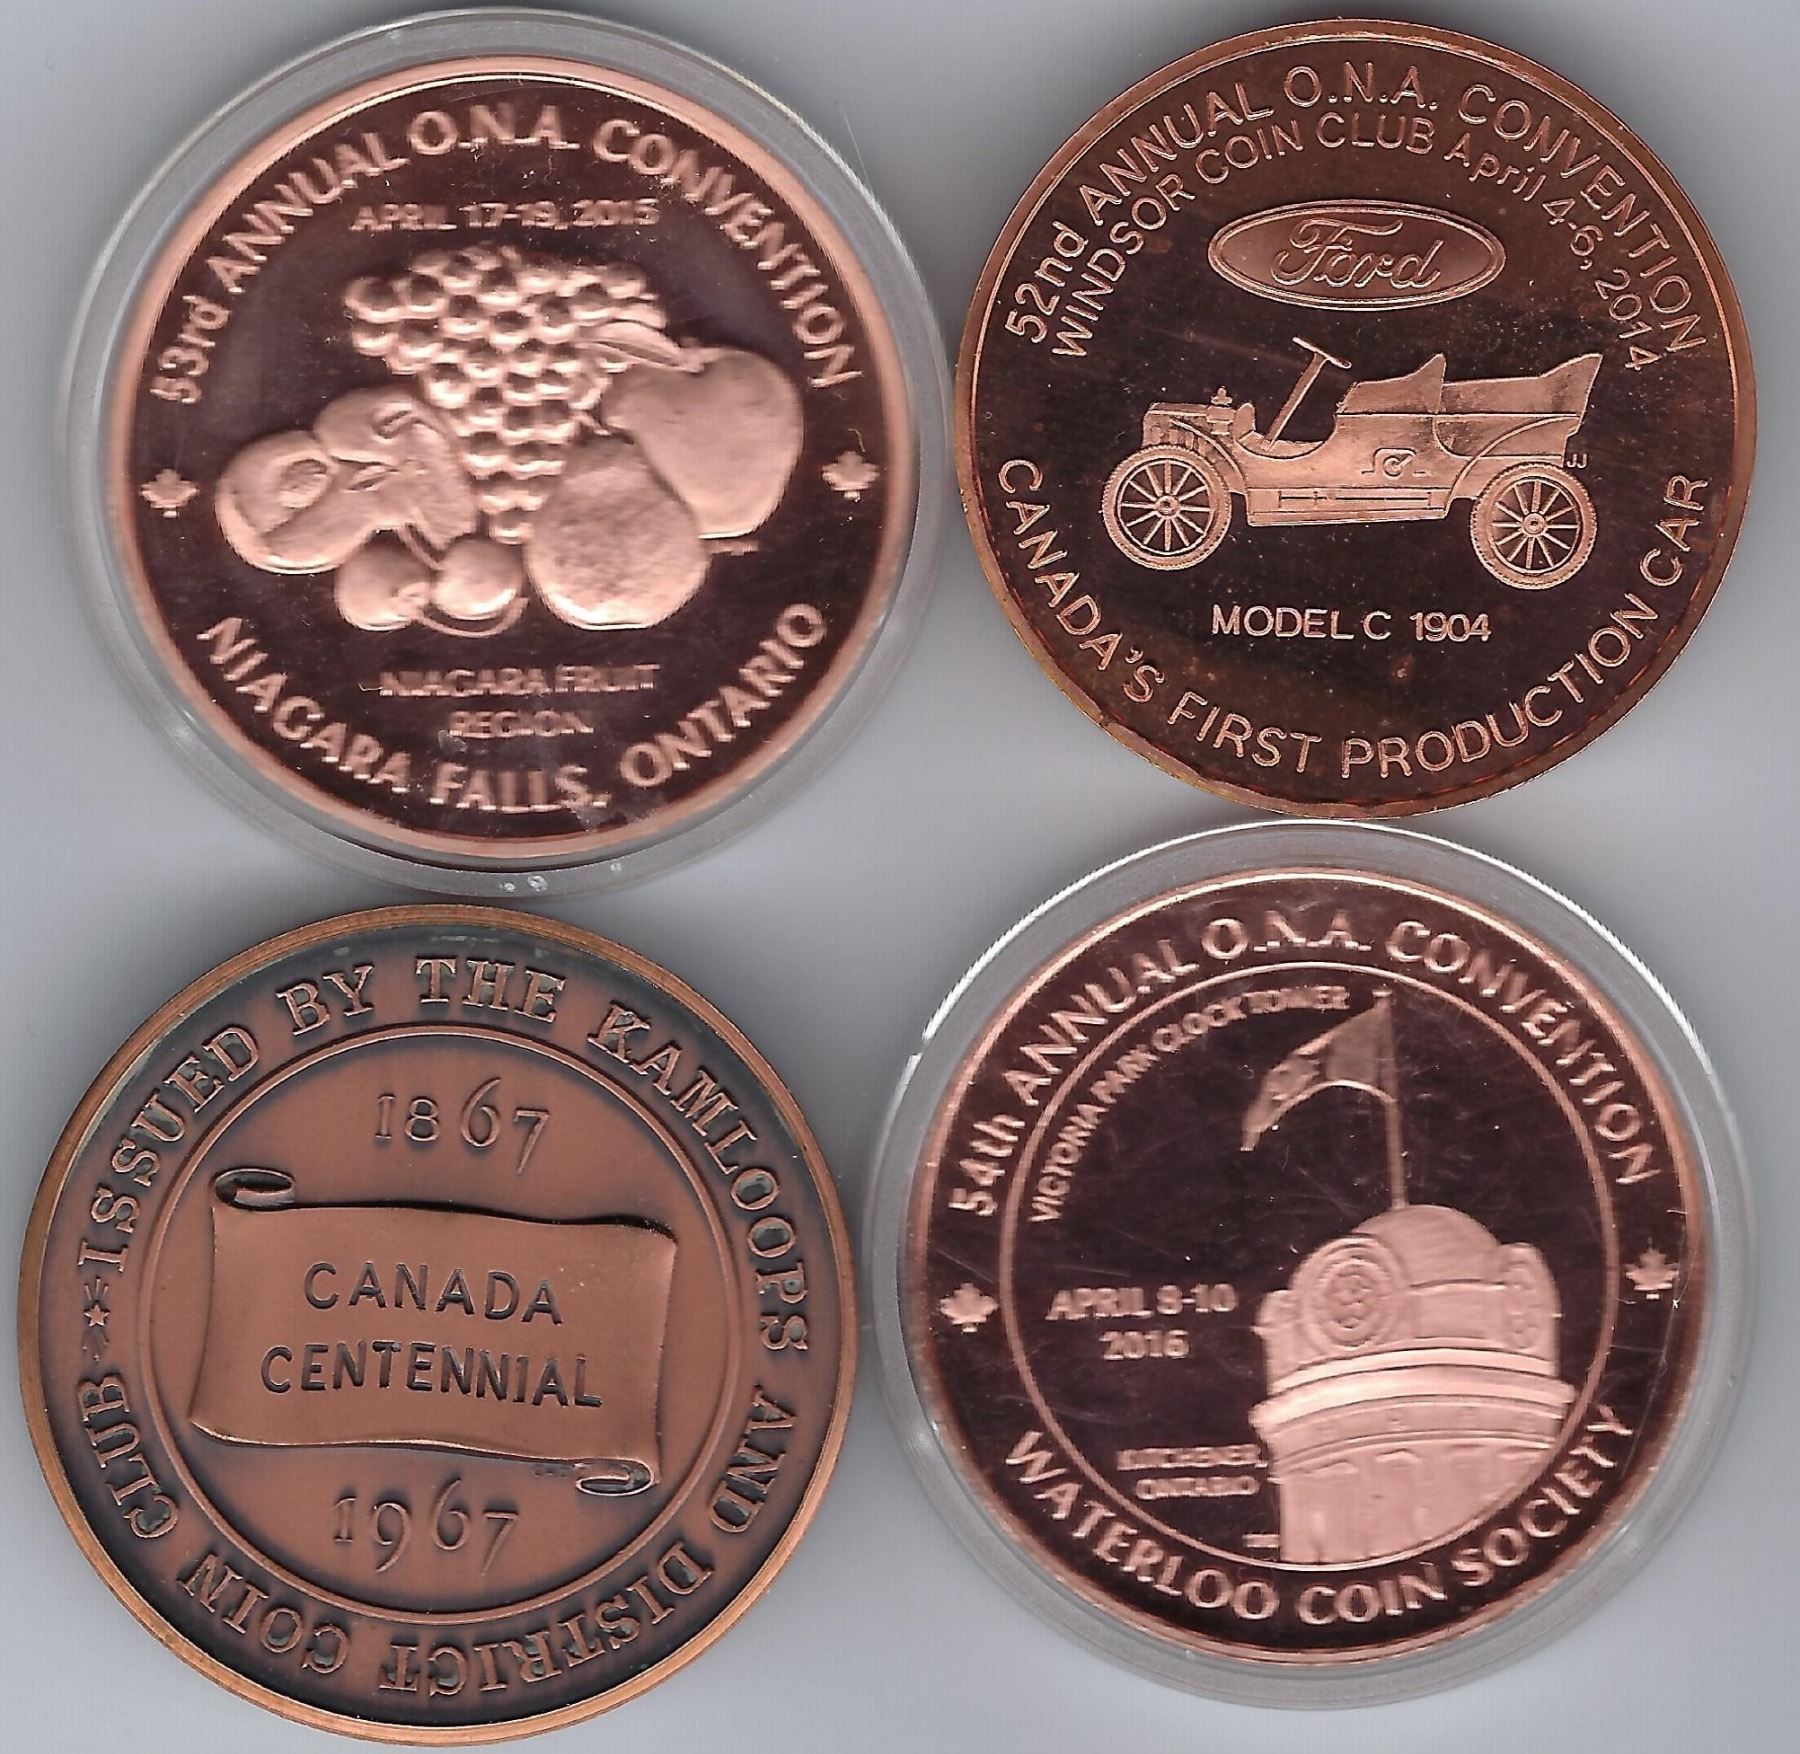 53rd ANNUAL O.N.A. CONVENTION
APRIL 17-19, 2015
NIAGARA FRUIT
REGION
NIAGARA FALLS, ONTARIO
52nd ANNUAL O.N.A. CONVENTION
WINDSOR COIN CLUB April 4-6, 2014
Ford
C
JJ
MODEL C 1904
CANADA'S FIRST PRODUCTION CAR
ISSUED BY THE KAMLOOPS AND DISTRICT COIN CLUB
1867
CANADA
CENTENNIAL
1967
54th ANNUAL O.N.A. CONVENTION
VICTORIA PARK CLOCK TOWER
APRIL 8-10
2016
KITCHENER,
ONTARIO
WATERLOO COIN SOCIETY